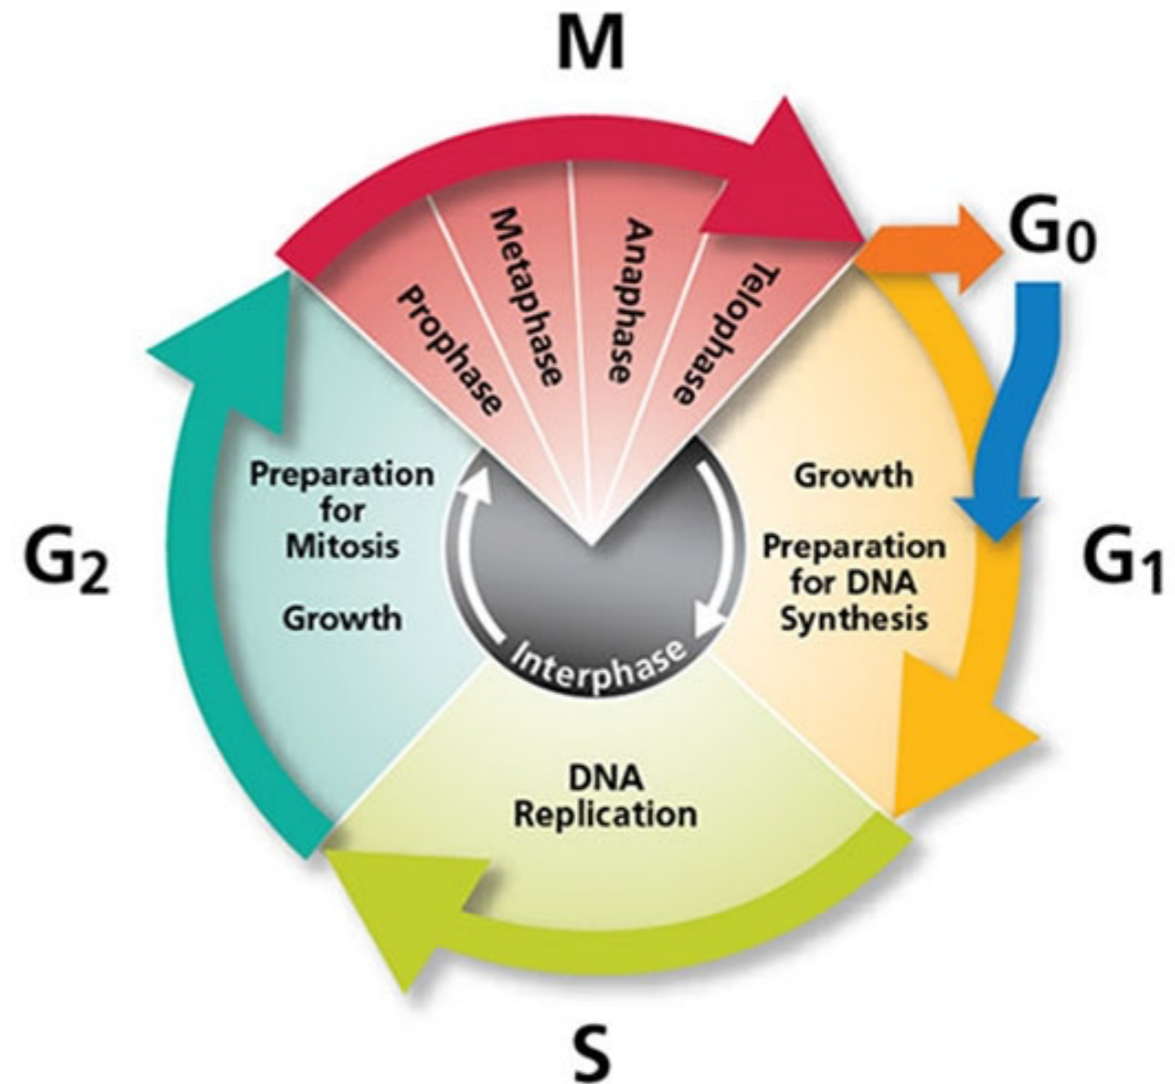 M
G0
Prophase
Metaphase
Anaphase
Telophase
Preparation
for
Mitosis
Growth
G2
Growth
Preparation
for DNA
Synthesis
G1
Interphase
DNA
Replication
S